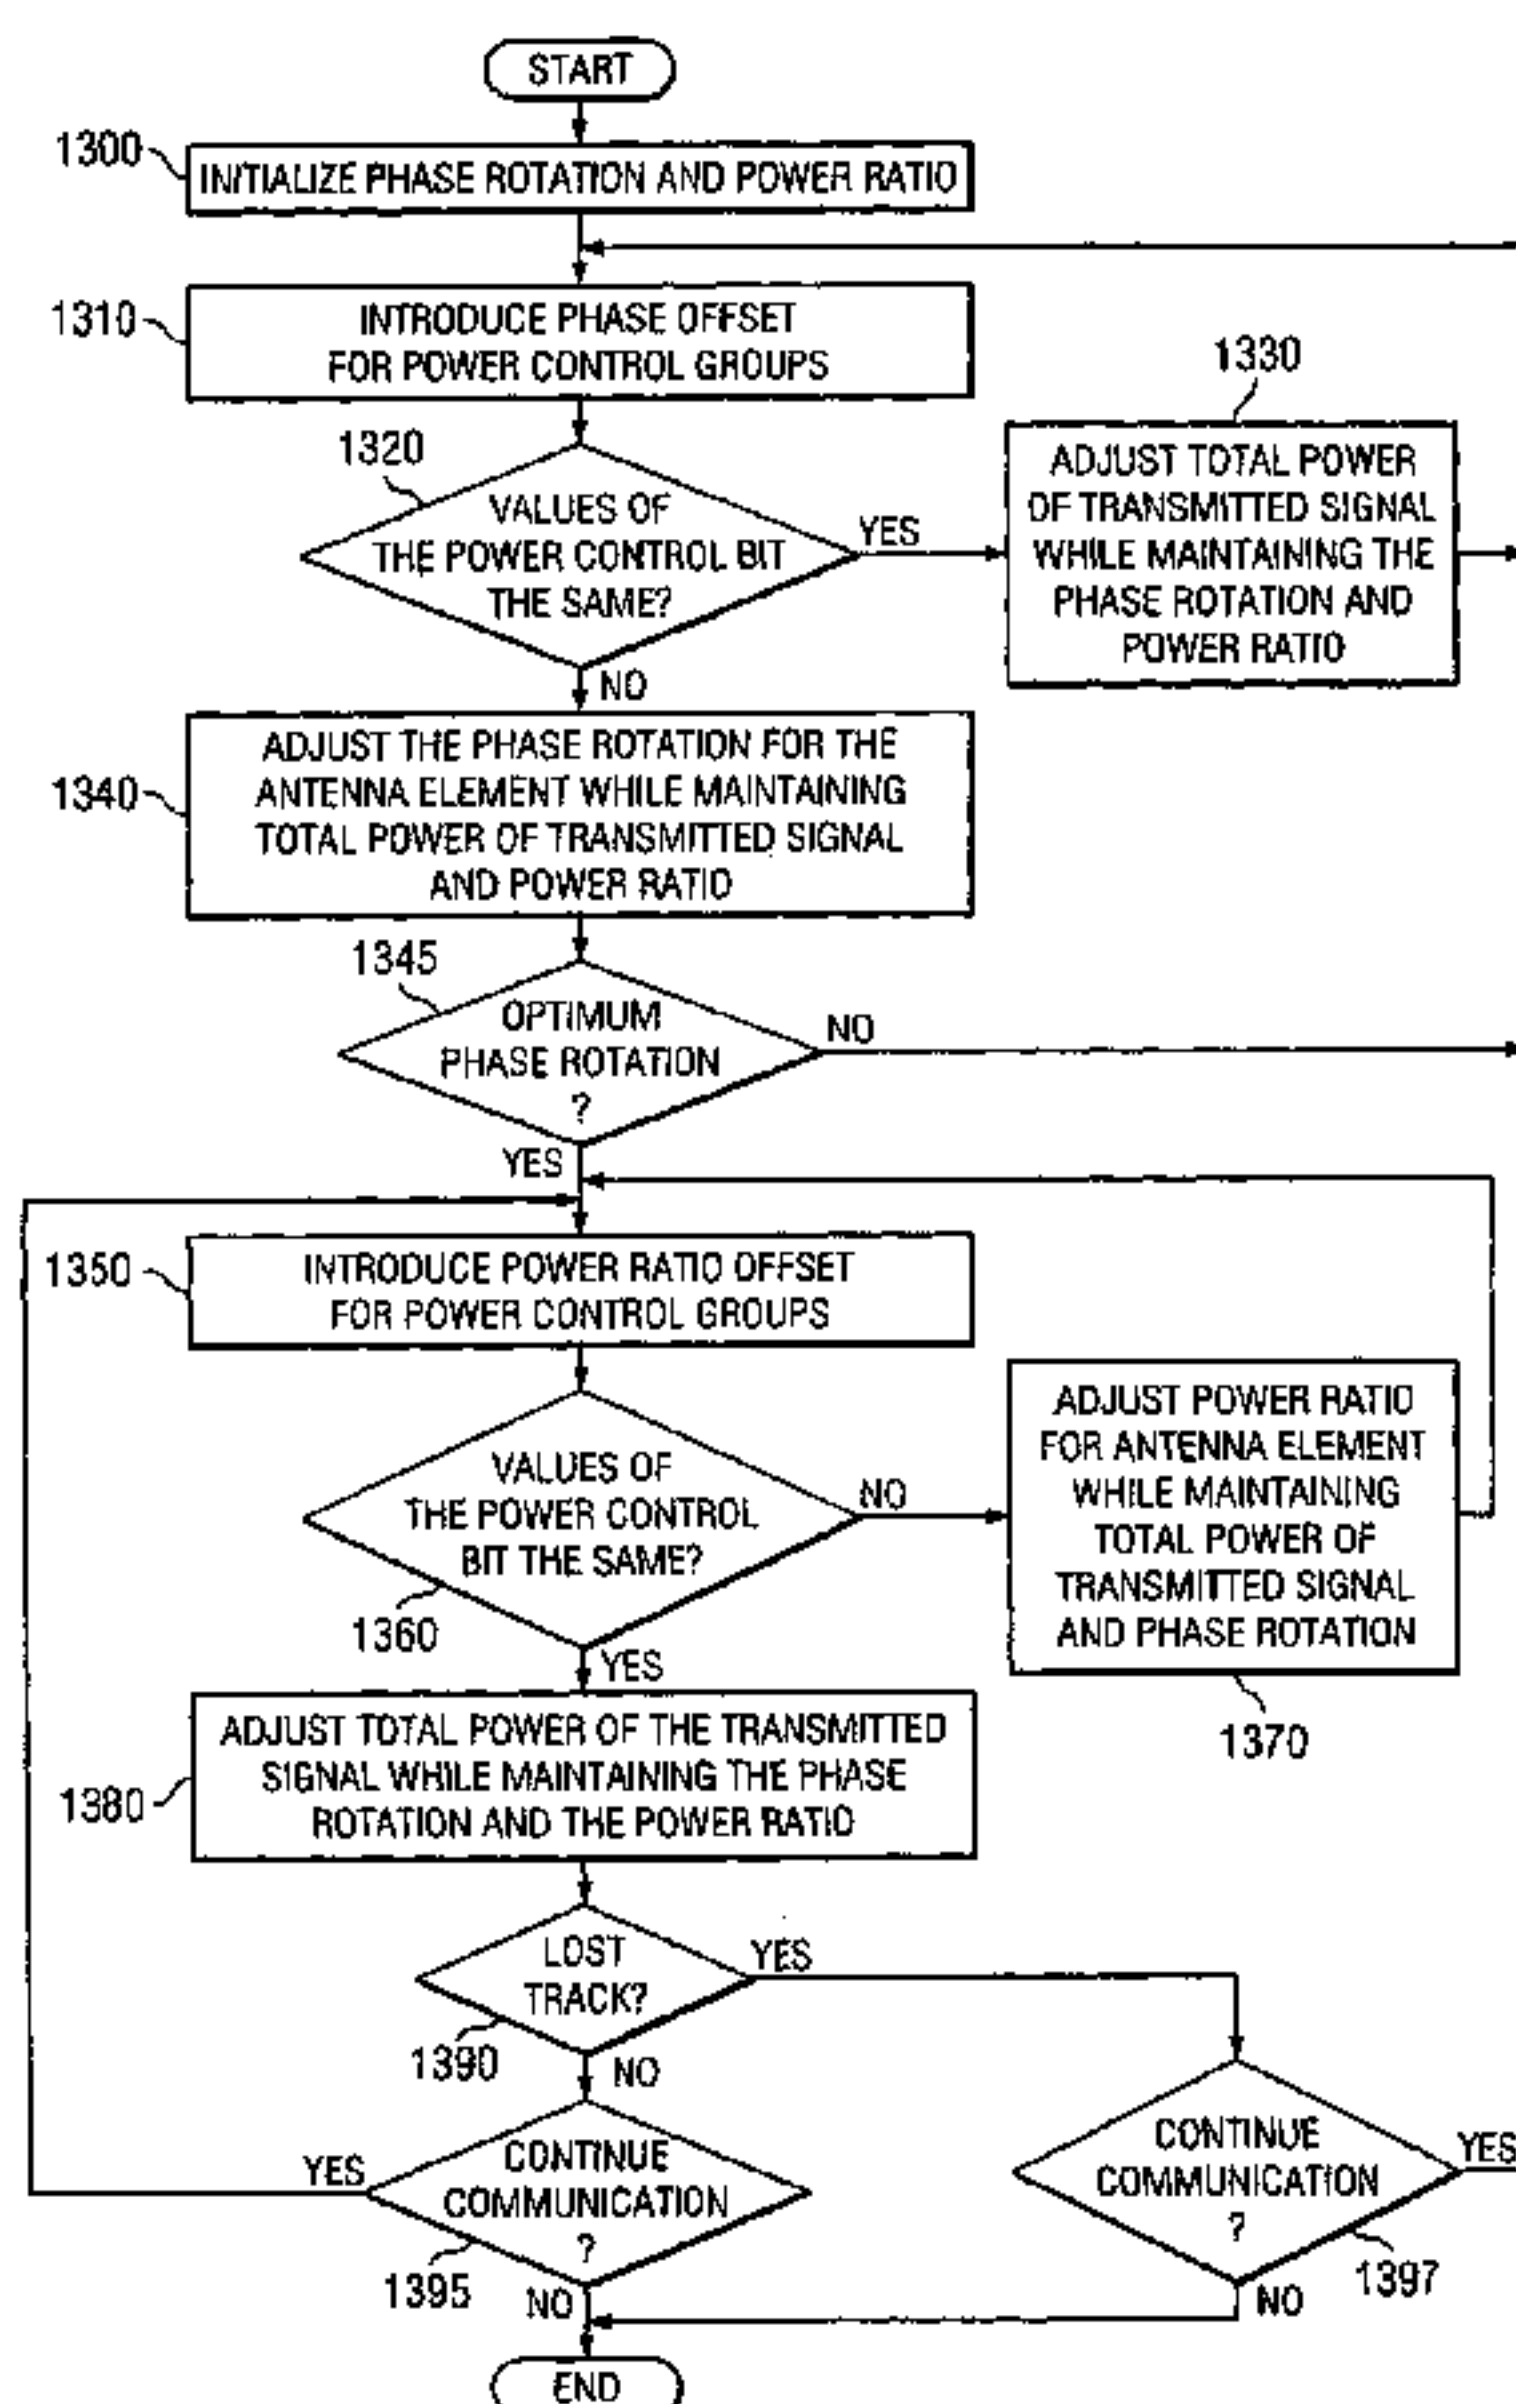 START
1300
INITIALIZE PHASE ROTATION AND POWER RATIO
1310
INTRODUCE PHASE OFFSET
FOR POWER CONTROL GROUPS
1320
VALUES OF
THE POWER CONTROL BIT
THE SAME?
YES
1330
ADJUST TOTAL POWER
OF TRANSMITTED SIGNAL
WHILE MAINTAINING THE
PHASE ROTATION AND
POWER RATIO
NO
1340
ADJUST THE PHASE ROTATION FOR THE
ANTENNA ELEMENT WHILE MAINTAINING
TOTAL POWER OF TRANSMITTED SIGNAL
AND POWER RATIO
1345
OPTIMUM
PHASE ROTATION
?
NO
YES
1350
INTRODUCE POWER RATIO OFFSET
FOR POWER CONTROL GROUPS
VALUES OF
THE POWER CONTROL
BIT THE SAME?
1360
NO
ADJUST POWER RATIO
FOR ANTENNA ELEMENT
WHILE MAINTAINING
TOTAL POWER OF
TRANSMITTED SIGNAL
AND PHASE ROTATION
1370
YES
1380
ADJUST TOTAL POWER OF THE TRANSMITTED
SIGNAL WHILE MAINTAINING THE PHASE
ROTATION AND THE POWER RATIO
LOST
TRACK?
1390
YES
NO
YES
CONTINUE
COMMUNICATION
?
1395
NO
CONTINUE
COMMUNICATION
?
YES
1397
NO
END